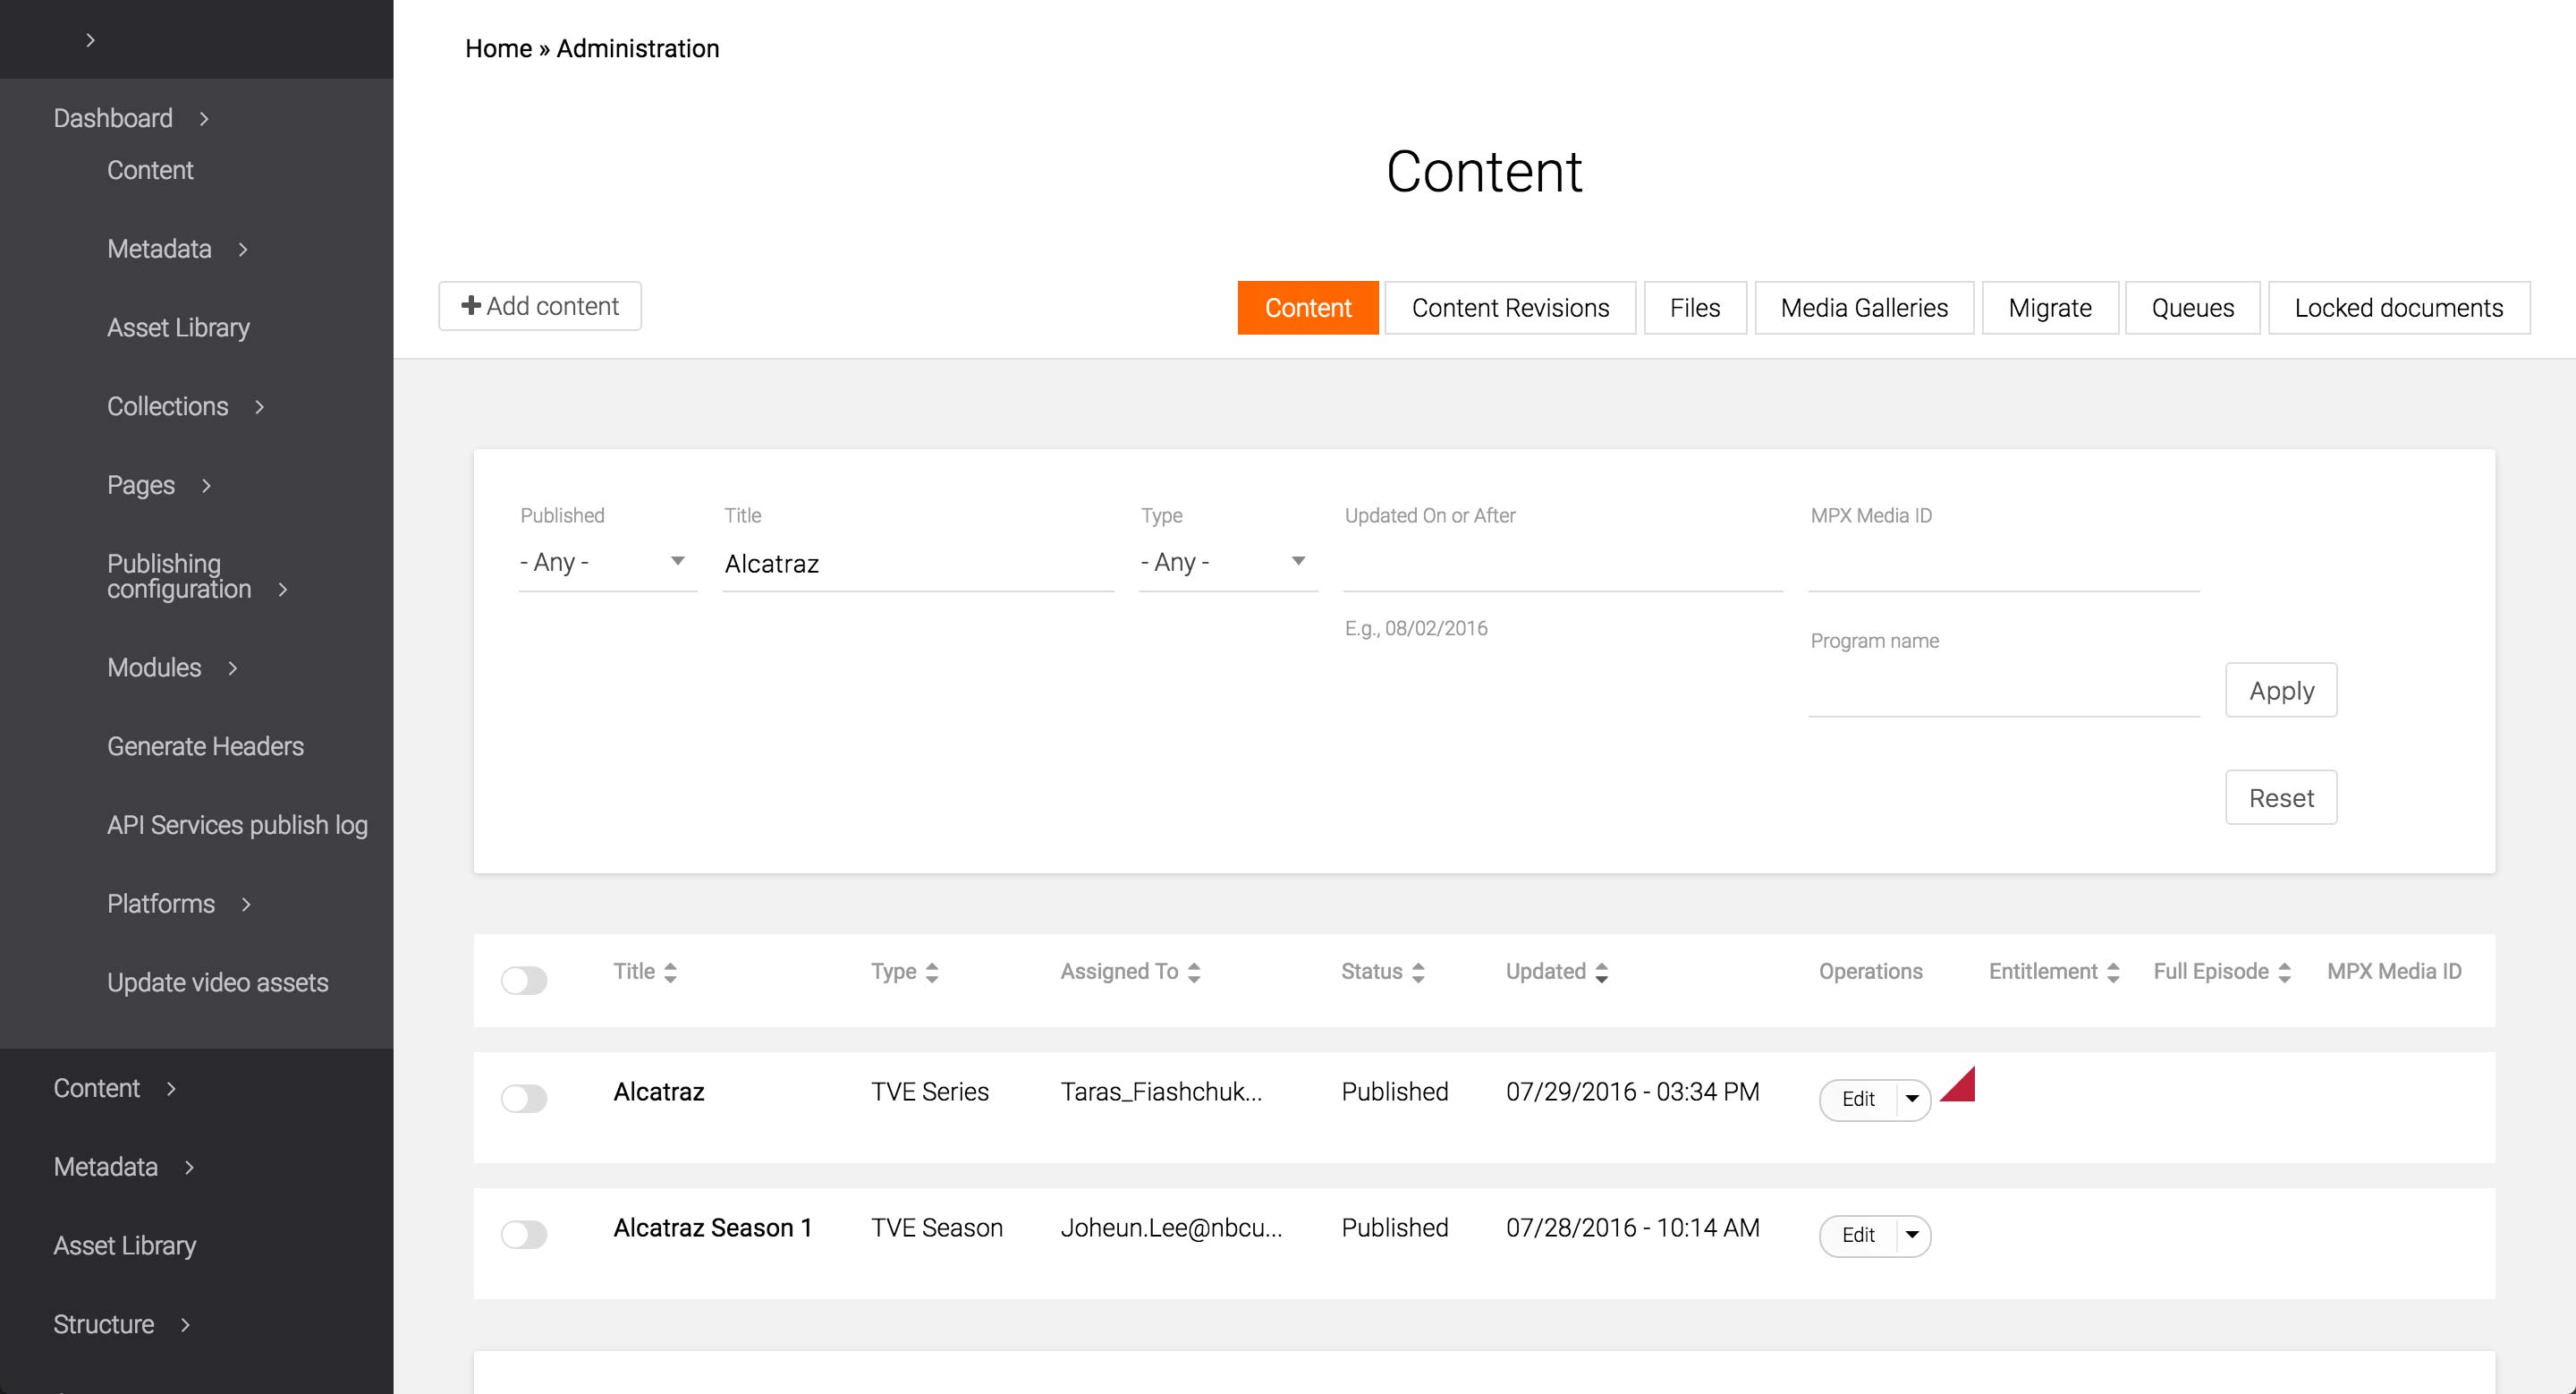 Home » Administration
Dashboard
Content
Metadata
Asset Library
Collections
Pages
Publishing
configuration
Modules
Generate Headers
API Services publish log
Platforms
Update video assets
Content
Metadata
Asset Library
Structure
Content
Add content
Content Content Revisions Files Media Galleries Migrate Queues Locked documents
Published Title Type Updated On or After MPX Media ID
- Any - Alcatraz - Any -
E.g., 08/02/2016
Program name
Apply
Reset
Title Type Assigned To Status Updated Operations Entitlement Full Episode MPX Media ID
Alcatraz TVE Series Taras_Fiashchuk... Published 07/29/2016 - 03:34 PM Edit
Alcatraz Season 1 TVE Season Joheun.Lee@nbcu... Published 07/28/2016 - 10:14 AM Edit